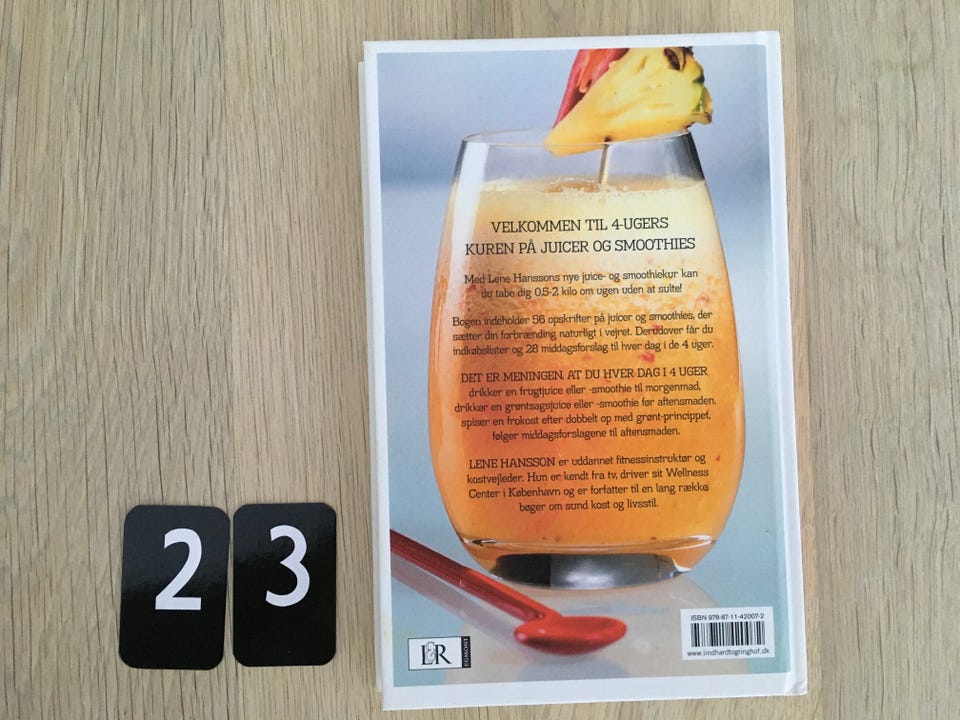 VELKOMMEN TIL 4-UGERS
KUREN PÅ JUICER OG SMOOTHIES
Med Lene Hanssons nye juice- og smoothiekur kan
du tabe dig 0,5-2 kilo om ugen uden at sulte!
Bogen indeholder 56 opskrifter på juicer og smoothies, der
sætter din forbrænding naturligt i vejret. Derudover får du
indkøbslister og 28 middagsforslag til hver dag i de 4 uger.
DET ER MENINGEN, AT DU HVER DAG I 4 UGER
drikker en frugtjuice eller -smoothie til morgenmad,
drikker en grøntsagsjuice eller -smoothie før aftensmaden,
spiser en frokost efter dobbelt op med grønt-princippet,
følger middagsforslagene til aftensmaden.
LENE HANSSON er uddannet fitnessinstruktør og
kostvejleder. Hun er kendt fra tv, driver sit Wellness
Center i København og er forfatter til en lang række
bøger om sund kost og livsstil.
2 3
ISBN 978-87-11-42007-2
www.lindhardtogringhof.dk
L&R
EGMONT